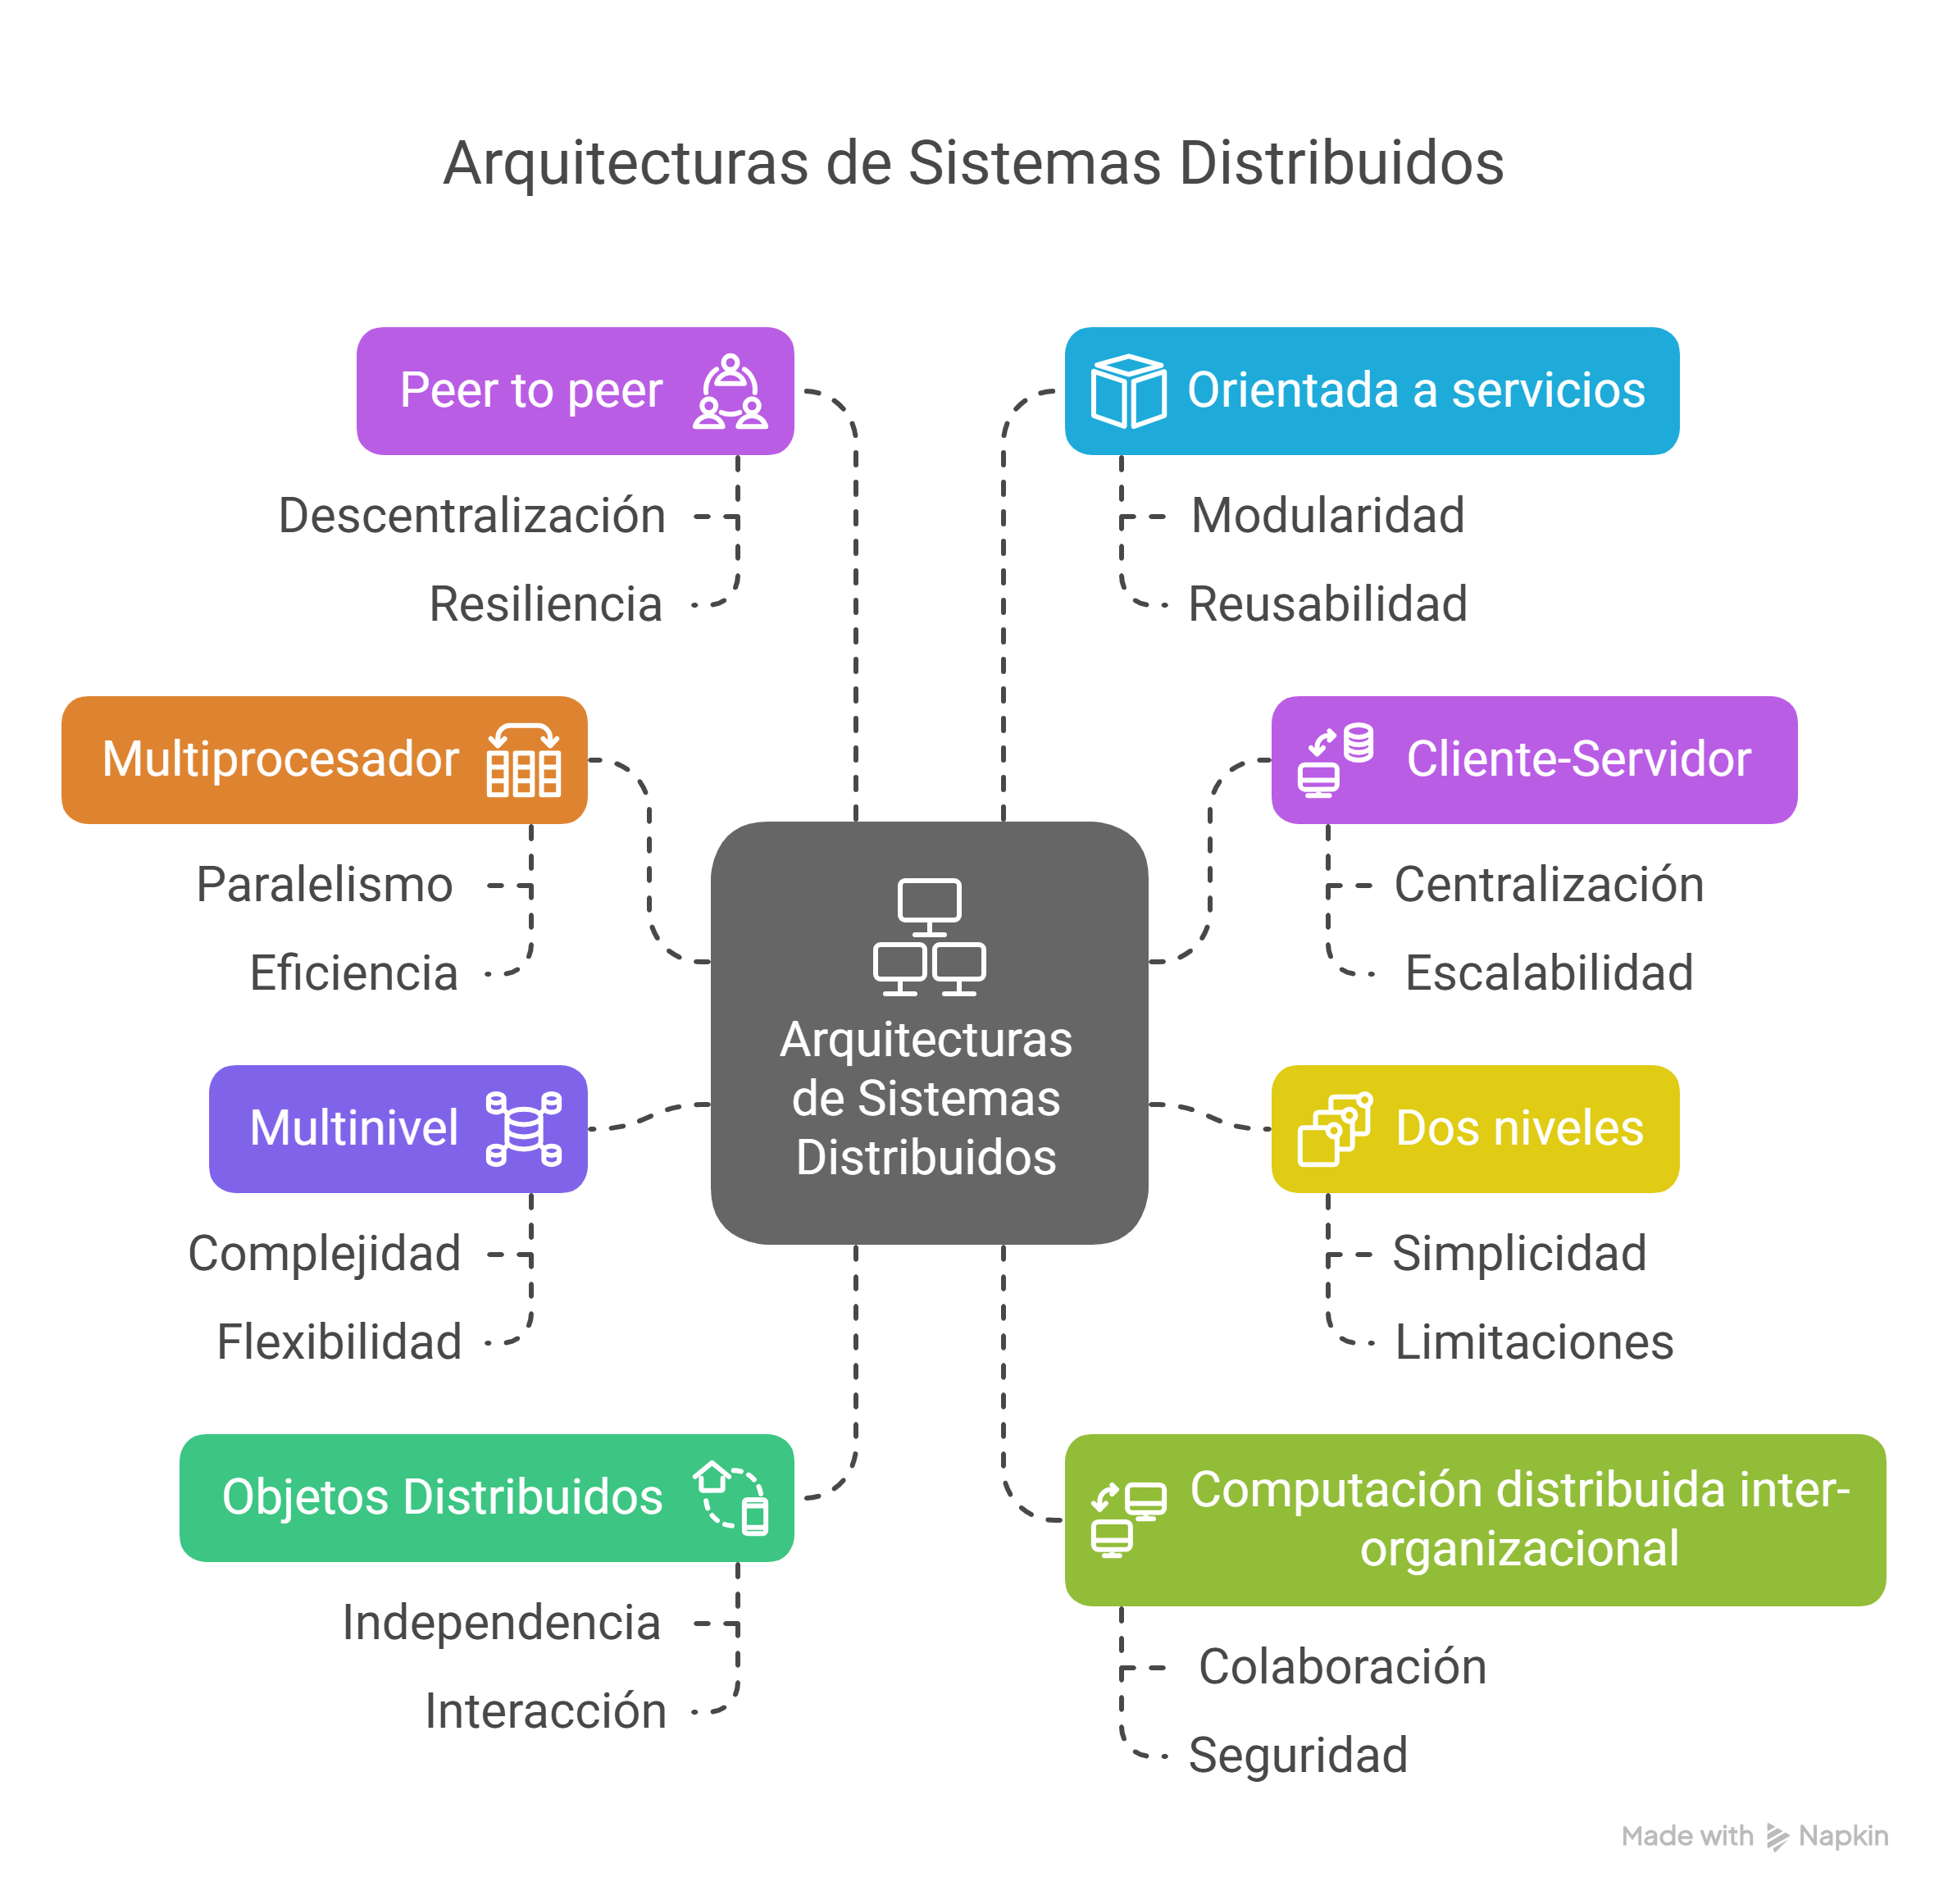 Arquitecturas de Sistemas Distribuidos
Peer to peer
Descentralización
Resiliencia
Orientada a servicios
Modularidad
Reusabilidad
Multiprocesador
Paralelismo
Eficiencia
Cliente-Servidor
Centralización
Escalabilidad
Arquitecturas
de Sistemas
Distribuidos
Multinivel
Complejidad
Flexibilidad
Dos niveles
Simplicidad
Limitaciones
Objetos Distribuidos
Independencia
Interacción
Computación distribuida inter-
organizacional
Colaboración
Seguridad
Made with Napkin